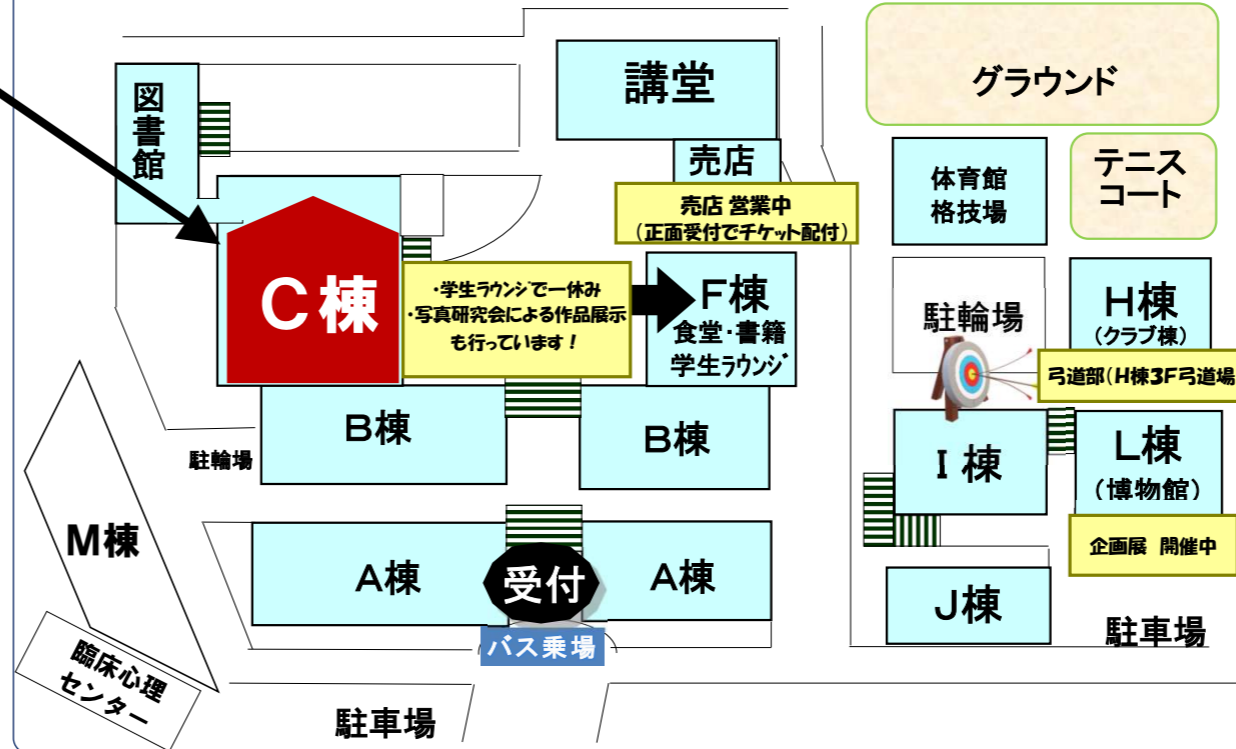 講堂
グラウンド
図書館
売店
売店 営業中
(正面受付でチケット配付)
体育館
格技場
テニス
コート
C棟
・学生ラウンジで一休み
・写真研究会による作品展示
も行っています！
F棟
食堂・書籍
学生ラウンジ
駐輪場
H棟
(クラブ棟)
弓道部(H棟3F弓道場
B棟
B棟
駐輪場
I棟
L棟
(博物館)
企画展 開催中
M棟
A棟
受付
A棟
バス乗場
J棟
駐車場
臨床心理
センター
駐車場